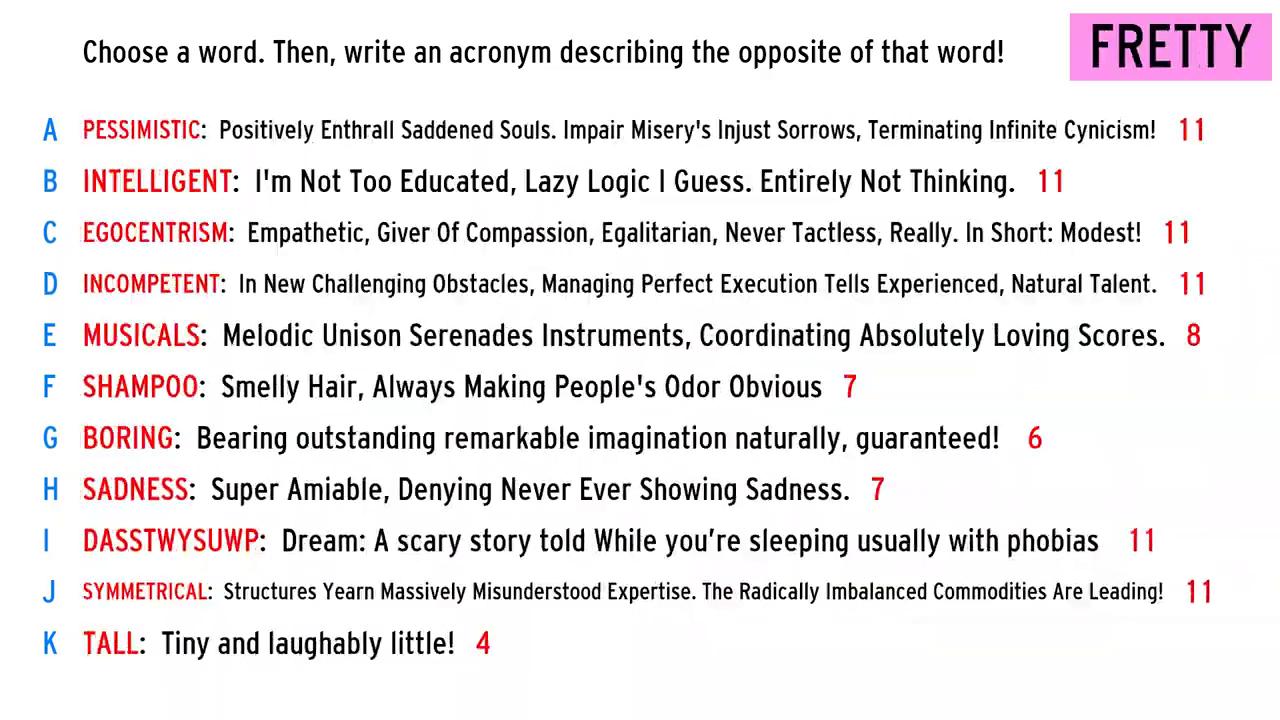 Choose a word. Then, write an acronym describing the opposite of that word!
FRETTY
A PESSIMISTIC: Positively Enthrall Saddened Souls. Impair Misery's Injust Sorrows, Terminating Infinite Cynicism! 11
B INTELLIGENT: I'm Not Too Educated, Lazy Logic I Guess. Entirely Not Thinking. 11
C EGOCENTRISM: Empathetic, Giver Of Compassion, Egalitarian, Never Tactless, Really. In Short: Modest! 11
D INCOMPETENT: In New Challenging Obstacles, Managing Perfect Execution Tells Experienced, Natural Talent. 11
E MUSICALS: Melodic Unison Serenades Instruments, Coordinating Absolutely Loving Scores. 8
F SHAMPOO: Smelly Hair, Always Making People's Odor Obvious 7
G BORING: Bearing outstanding remarkable imagination naturally, guaranteed! 6
H SADNESS: Super Amiable, Denying Never Ever Showing Sadness. 7
I DASSTWYSUWP: Dream: A scary story told While you’re sleeping usually with phobias 11
J SYMMETRICAL: Structures Yearn Massively Misunderstood Expertise. The Radically Imbalanced Commodities Are Leading! 11
K TALL: Tiny and laughably little! 4